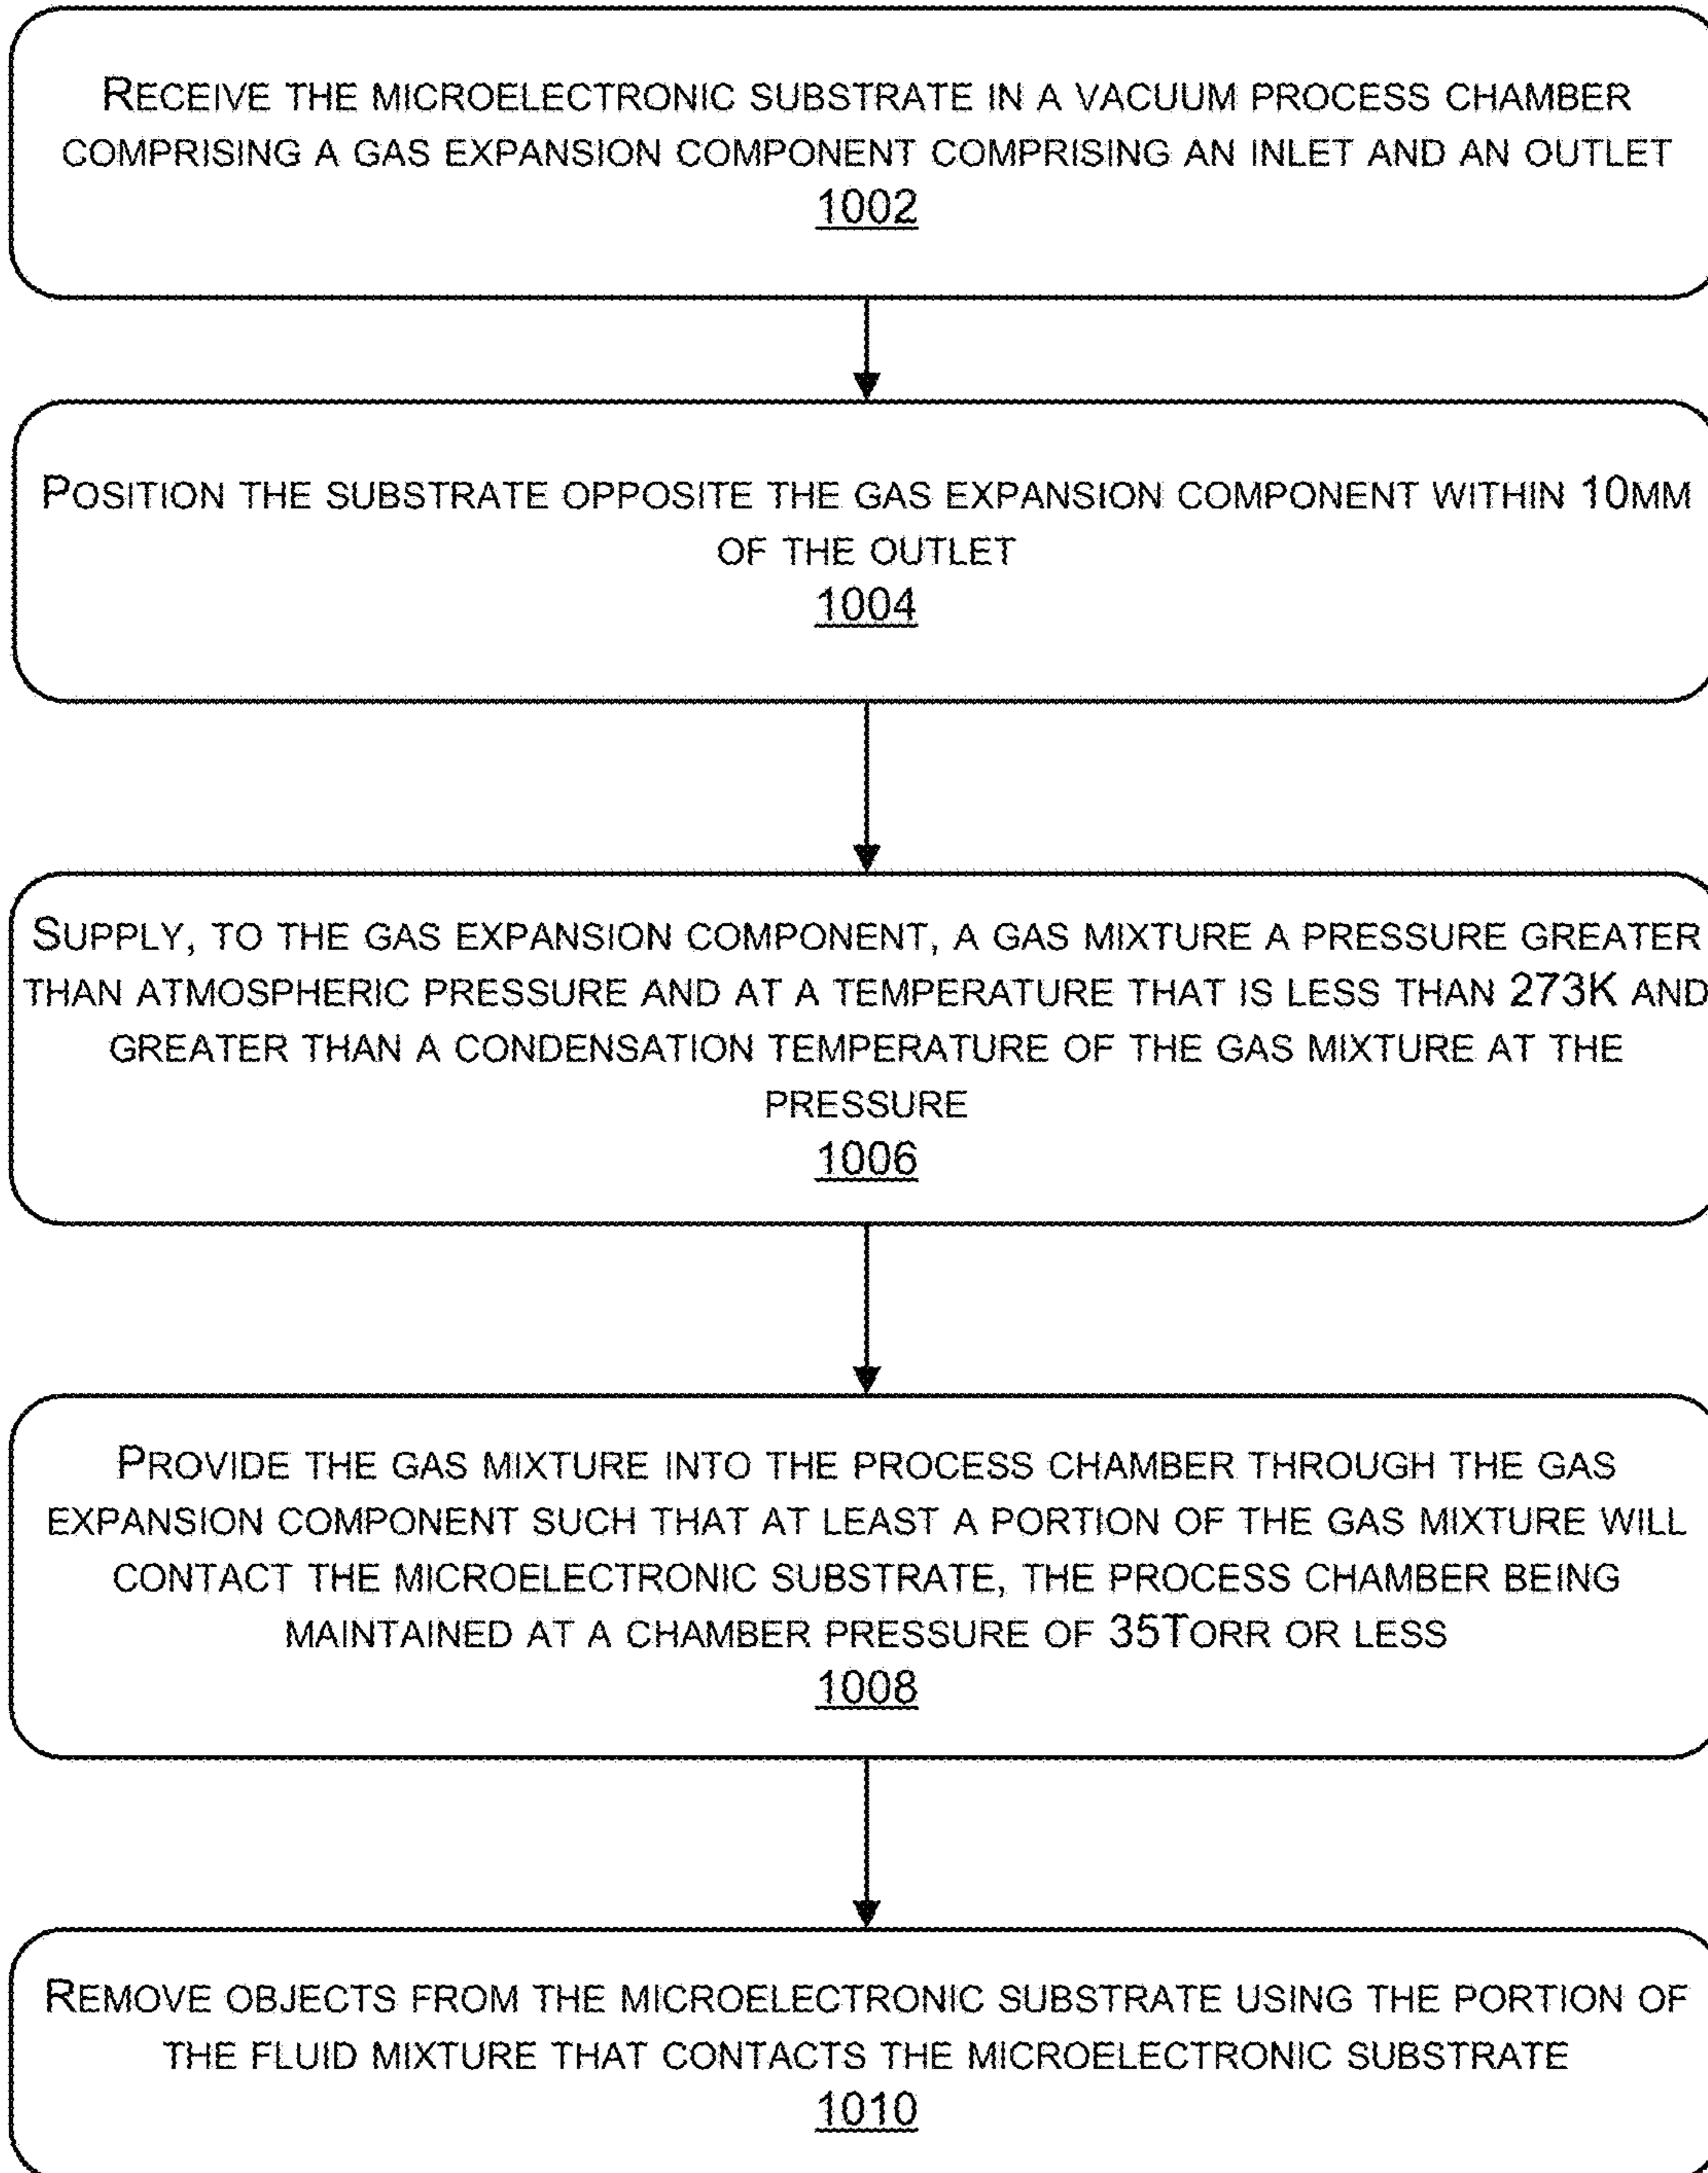 RECEIVE THE MICROELECTRONIC SUBSTRATE IN A VACUUM PROCESS CHAMBER
COMPRISING A GAS EXPANSION COMPONENT COMPRISING AN INLET AND AN OUTLET
1002
POSITION THE SUBSTRATE OPPOSITE THE GAS EXPANSION COMPONENT WITHIN 10MM
OF THE OUTLET
1004
SUPPLY, TO THE GAS EXPANSION COMPONENT, A GAS MIXTURE A PRESSURE GREATER
THAN ATMOSPHERIC PRESSURE AND AT A TEMPERATURE THAT IS LESS THAN 273K AND
GREATER THAN A CONDENSATION TEMPERATURE OF THE GAS MIXTURE AT THE
PRESSURE
1006
PROVIDE THE GAS MIXTURE INTO THE PROCESS CHAMBER THROUGH THE GAS
EXPANSION COMPONENT SUCH THAT AT LEAST A PORTION OF THE GAS MIXTURE WILL
CONTACT THE MICROELECTRONIC SUBSTRATE, THE PROCESS CHAMBER BEING
MAINTAINED AT A CHAMBER PRESSURE OF 35TORR OR LESS
1008
REMOVE OBJECTS FROM THE MICROELECTRONIC SUBSTRATE USING THE PORTION OF
THE FLUID MIXTURE THAT CONTACTS THE MICROELECTRONIC SUBSTRATE
1010